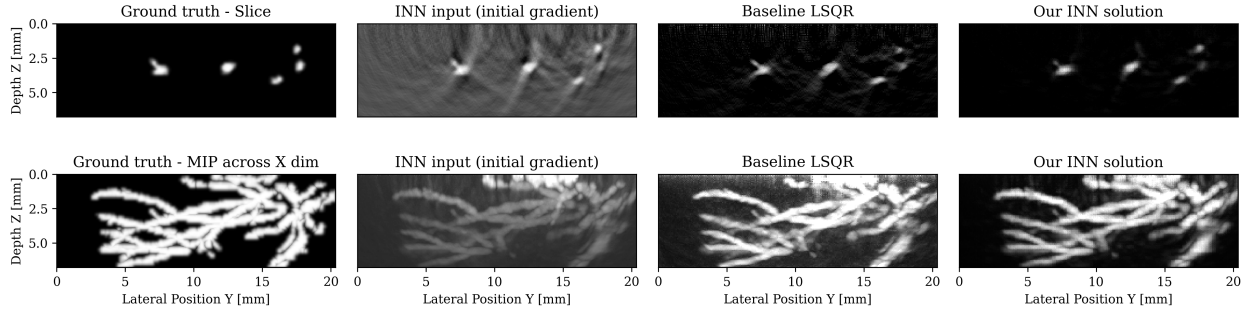 Ground truth - Slice
INN input (initial gradient)
Baseline LSQR
Our INN solution
Depth Z [mm]
0.0
2.5
5.0
Ground truth - MIP across X dim
INN input (initial gradient)
Baseline LSQR
Our INN solution
Depth Z [mm]
0.0
2.5
5.0
0 5 10 15 20
0 5 10 15 20
0 5 10 15 20
0 5 10 15 20
Lateral Position Y [mm]
Lateral Position Y [mm]
Lateral Position Y [mm]
Lateral Position Y [mm]